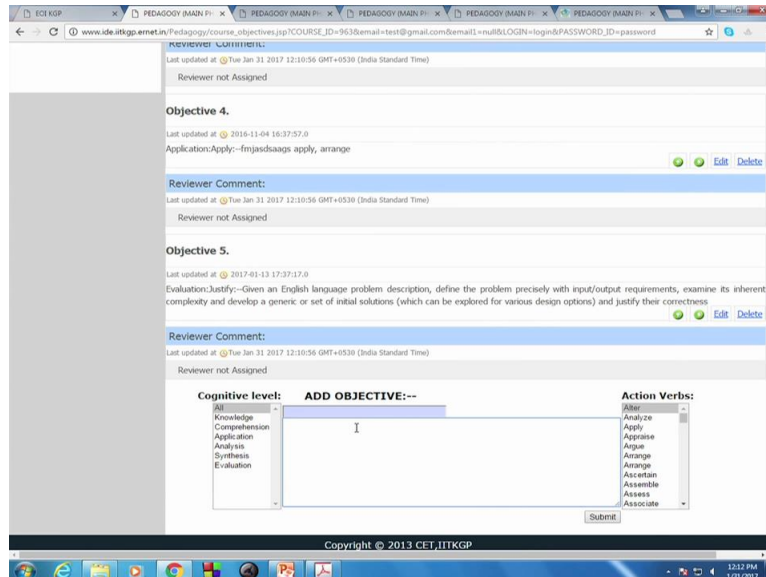 ECI KGP
PEDAGOGY (MAIN PH
PEDAGOGY (MAIN PH
PEDAGOGY (MAIN PH
PEDAGOGY (MAIN PH
PEDAGOGY (MAIN PH
www.ide.iitkgp.ernet.in/Pedagogy/course_objectives.jsp?COURSE_ID=963&email=test@gmail.com&email1=null&LOGIN=login&PASSWORD_ID=password
Reviewer Comment:
Last updated at Tue Jan 31 2017 12:10:56 GMT+0530 (India Standard Time)
Reviewer not Assigned
Objective 4.
Last updated at 2016-11-04 16:37:57.0
Application:Apply:--fmjasdsaags apply, arrange
Edit Delete
Reviewer Comment:
Last updated at Tue Jan 31 2017 12:10:56 GMT+0530 (India Standard Time)
Reviewer not Assigned
Objective 5.
Last updated at 2017-01-13 17:37:17.0
Evaluation:Justify:--Given an English language problem description, define the problem precisely with input/output requirements, examine its inherent
complexity and develop a generic or set of initial solutions (which can be explored for various design options) and justify their correctness
Edit Delete
Reviewer Comment:
Last updated at Tue Jan 31 2017 12:10:56 GMT+0530 (India Standard Time)
Reviewer not Assigned
Cognitive level: ADD OBJECTIVE:-- Action Verbs:
All
Knowledge
Comprehension
Application
Analysis
Synthesis
Evaluation
Alter
Analyze
Apply
Appraise
Argue
Arrange
Arrange
Ascertain
Assemble
Assess
Associate
Submit
Copyright © 2013 CET,IITKGP
12:12 PM
1/31/2017